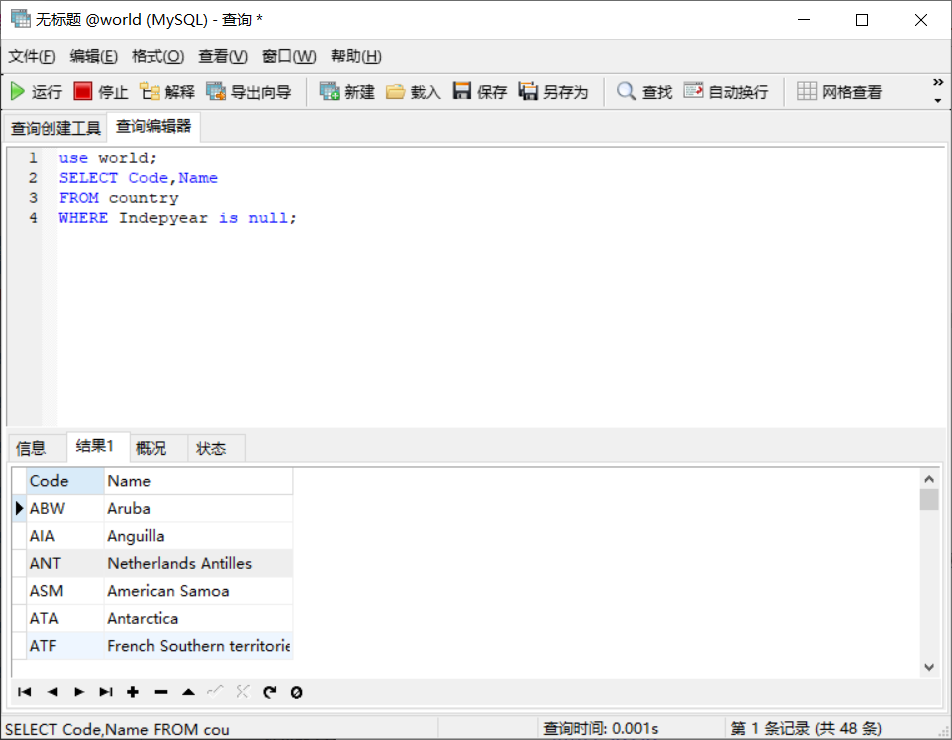 无标题 @world (MySQL) - 查询 *
文件(F) 编辑(E) 格式(O) 查看(V) 窗口(W) 帮助(H)
运行 停止 解释 导出向导 新建 载入 保存 另存为 查找 自动换行 网格查看 »
查询创建工具 查询编辑器
1 use world;
2 SELECT Code,Name
3 FROM country
4 WHERE Indepyear is null;
信息 结果1 概况 状态
Code Name
ABW Aruba
AIA Anguilla
ANT Netherlands Antilles
ASM American Samoa
ATA Antarctica
ATF French Southern territorie
SELECT Code,Name FROM cou 查询时间: 0.001s 第 1 条记录 (共 48 条)